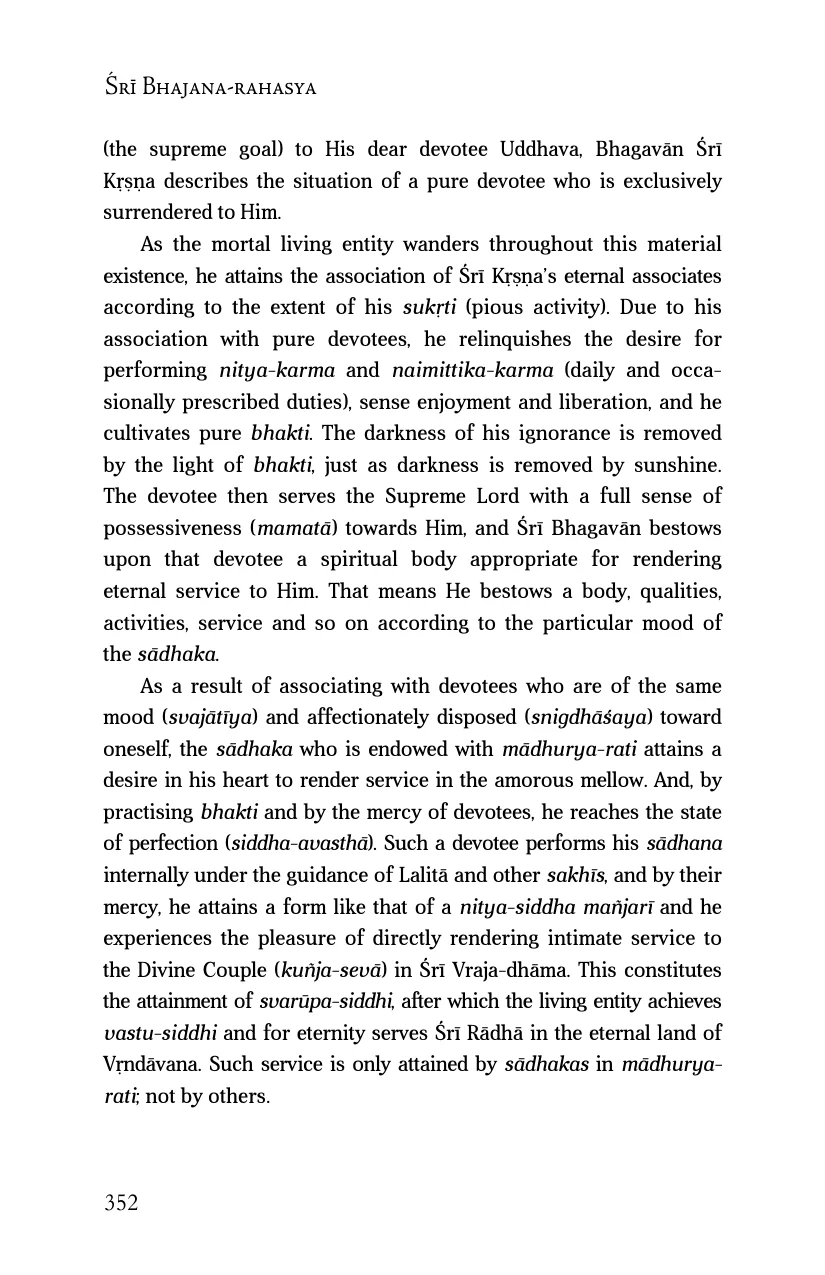 Śrī Bhajana-rahasya
(the supreme goal) to His dear devotee Uddhava, Bhagavān Śrī
Kṛṣṇa describes the situation of a pure devotee who is exclusively
surrendered to Him.
As the mortal living entity wanders throughout this material
existence, he attains the association of Śrī Kṛṣṇa’s eternal associates
according to the extent of his sukṛti (pious activity). Due to his
association with pure devotees, he relinquishes the desire for
performing nitya-karma and naimittika-karma (daily and occa-
sionally prescribed duties), sense enjoyment and liberation, and he
cultivates pure bhakti. The darkness of his ignorance is removed
by the light of bhakti, just as darkness is removed by sunshine.
The devotee then serves the Supreme Lord with a full sense of
possessiveness (mamatā) towards Him, and Śrī Bhagavān bestows
upon that devotee a spiritual body appropriate for rendering
eternal service to Him. That means He bestows a body, qualities,
activities, service and so on according to the particular mood of
the sādhaka.
As a result of associating with devotees who are of the same
mood (svajātīya) and affectionately disposed (snigdhāśaya) toward
oneself, the sādhaka who is endowed with mādhurya-rati attains a
desire in his heart to render service in the amorous mellow. And, by
practising bhakti and by the mercy of devotees, he reaches the state
of perfection (siddha-avasthā). Such a devotee performs his sādhana
internally under the guidance of Lalitā and other sakhīs, and by their
mercy, he attains a form like that of a nitya-siddha mañjarī and he
experiences the pleasure of directly rendering intimate service to
the Divine Couple (kuñja-sevā) in Śrī Vraja-dhāma. This constitutes
the attainment of svarūpa-siddhi, after which the living entity achieves
vastu-siddhi and for eternity serves Śrī Rādhā in the eternal land of
Vṛndāvana. Such service is only attained by sādhakas in mādhurya-
rati; not by others.
352